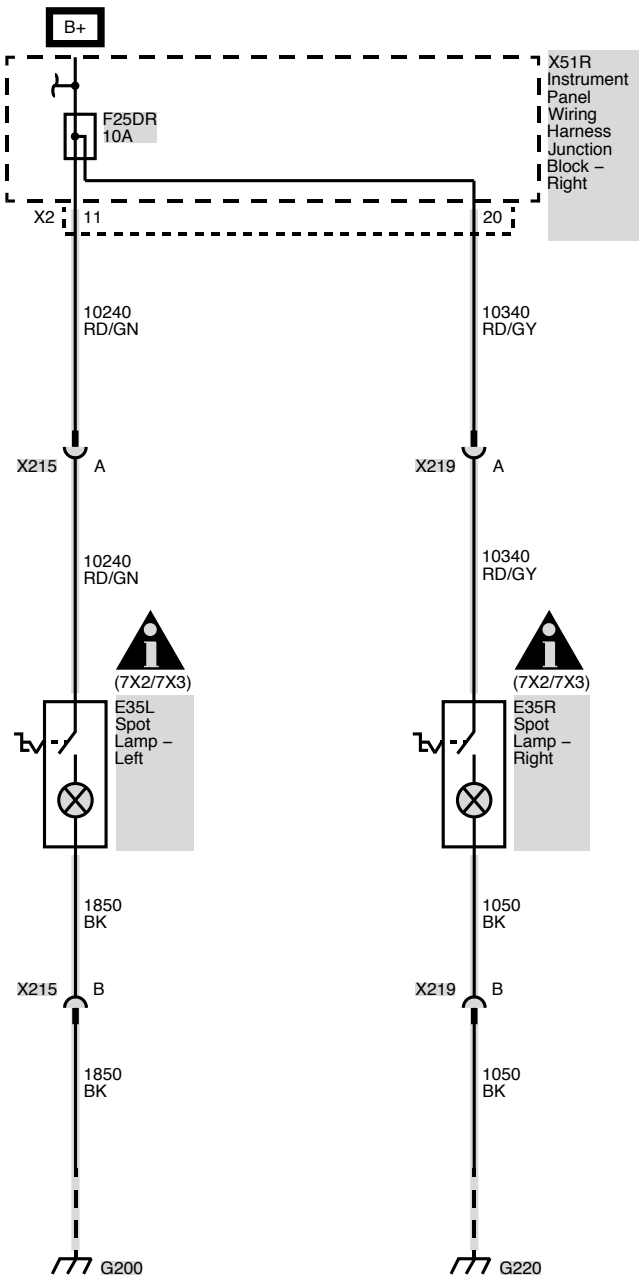 B+
X51R
Instrument
Panel
Wiring
Harness
Junction
Block –
Right
F25DR
10A
X2
11
20
10240
RD/GN
10340
RD/GY
X215
A
X219
A
10240
RD/GN
10340
RD/GY
i
(7X2/7X3)
i
(7X2/7X3)
E35L
Spot
Lamp –
Left
E35R
Spot
Lamp –
Right
1850
BK
1050
BK
X215
B
X219
B
1850
BK
1050
BK
G200
G220